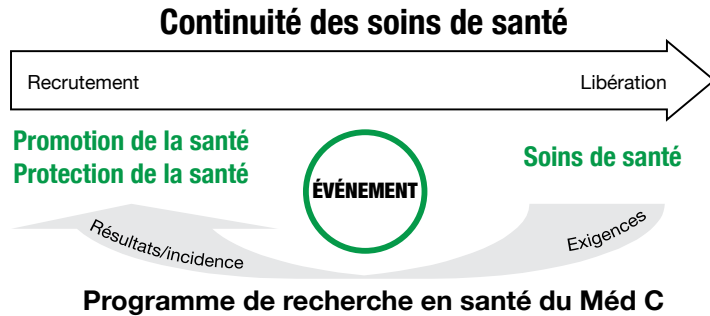 Continuité des soins de santé
Recrutement
Libération
Promotion de la santé
Protection de la santé
ÉVÉNEMENT
Soins de santé
Résultats/incidence
Exigences
Programme de recherche en santé du Méd C